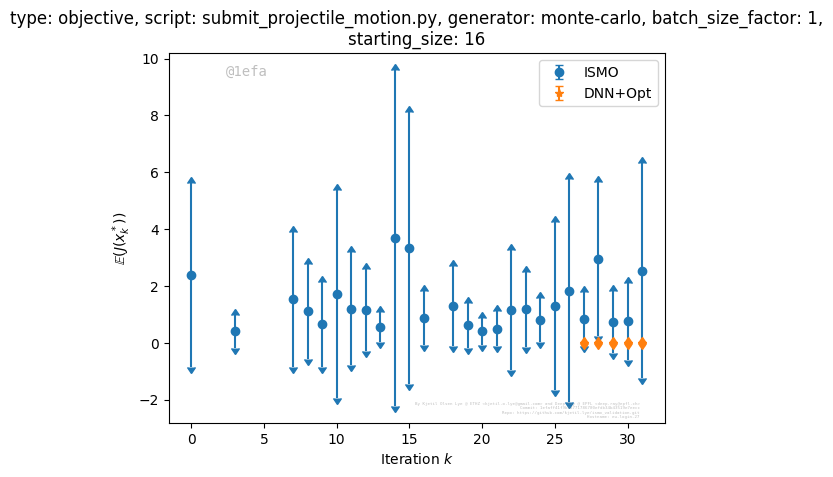 type: objective, script: submit_projectile_motion.py, generator: monte-carlo, batch_size_factor: 1,
starting_size: 16
@1efa
ISMO
DNN+Opt
10
8
6
4
2
0
−2
𝔼(J(x_k^*))
0 5 10 15 20 25 30
Iteration k